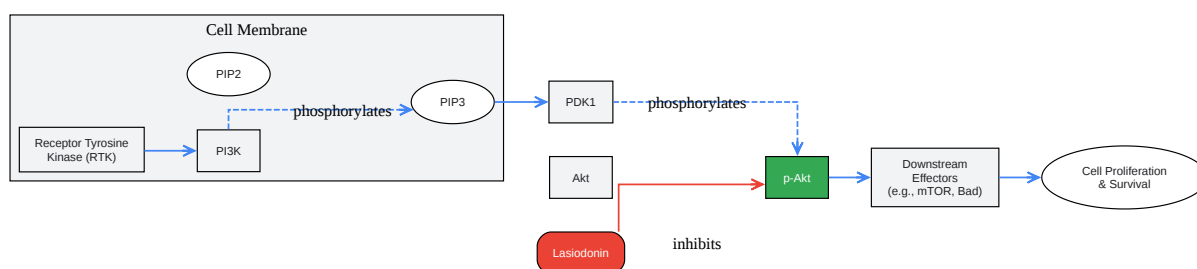 Cell Membrane
PIP2
phosphorylates
PIP3
Receptor Tyrosine
Kinase (RTK)
PI3K
PDK1
phosphorylates
Akt
p-Akt
Downstream
Effectors
(e.g., mTOR, Bad)
Cell Proliferation
& Survival
Lasiodonin
inhibits